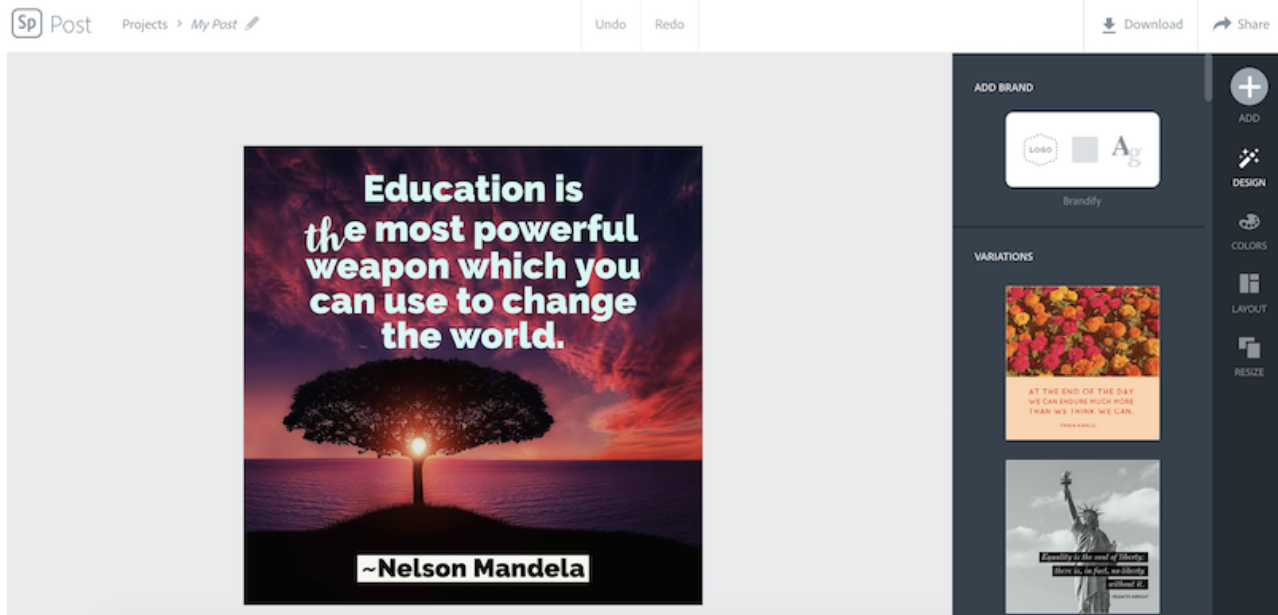 Sp Post Projects > My Post Undo Redo Download Share
Education is
the most powerful
weapon which you
can use to change
the world.
~Nelson Mandela
ADD BRAND
LOGO Ag
Brandify
VARIATIONS
AT THE END OF THE DAY
WE CAN ENDURE MUCH MORE
THAN WE THINK WE CAN.
FRIDA KAHLO
Equality is the soul of liberty;
there is, in fact, no liberty
without it.
ADD
DESIGN
COLORS
LAYOUT
RESIZE